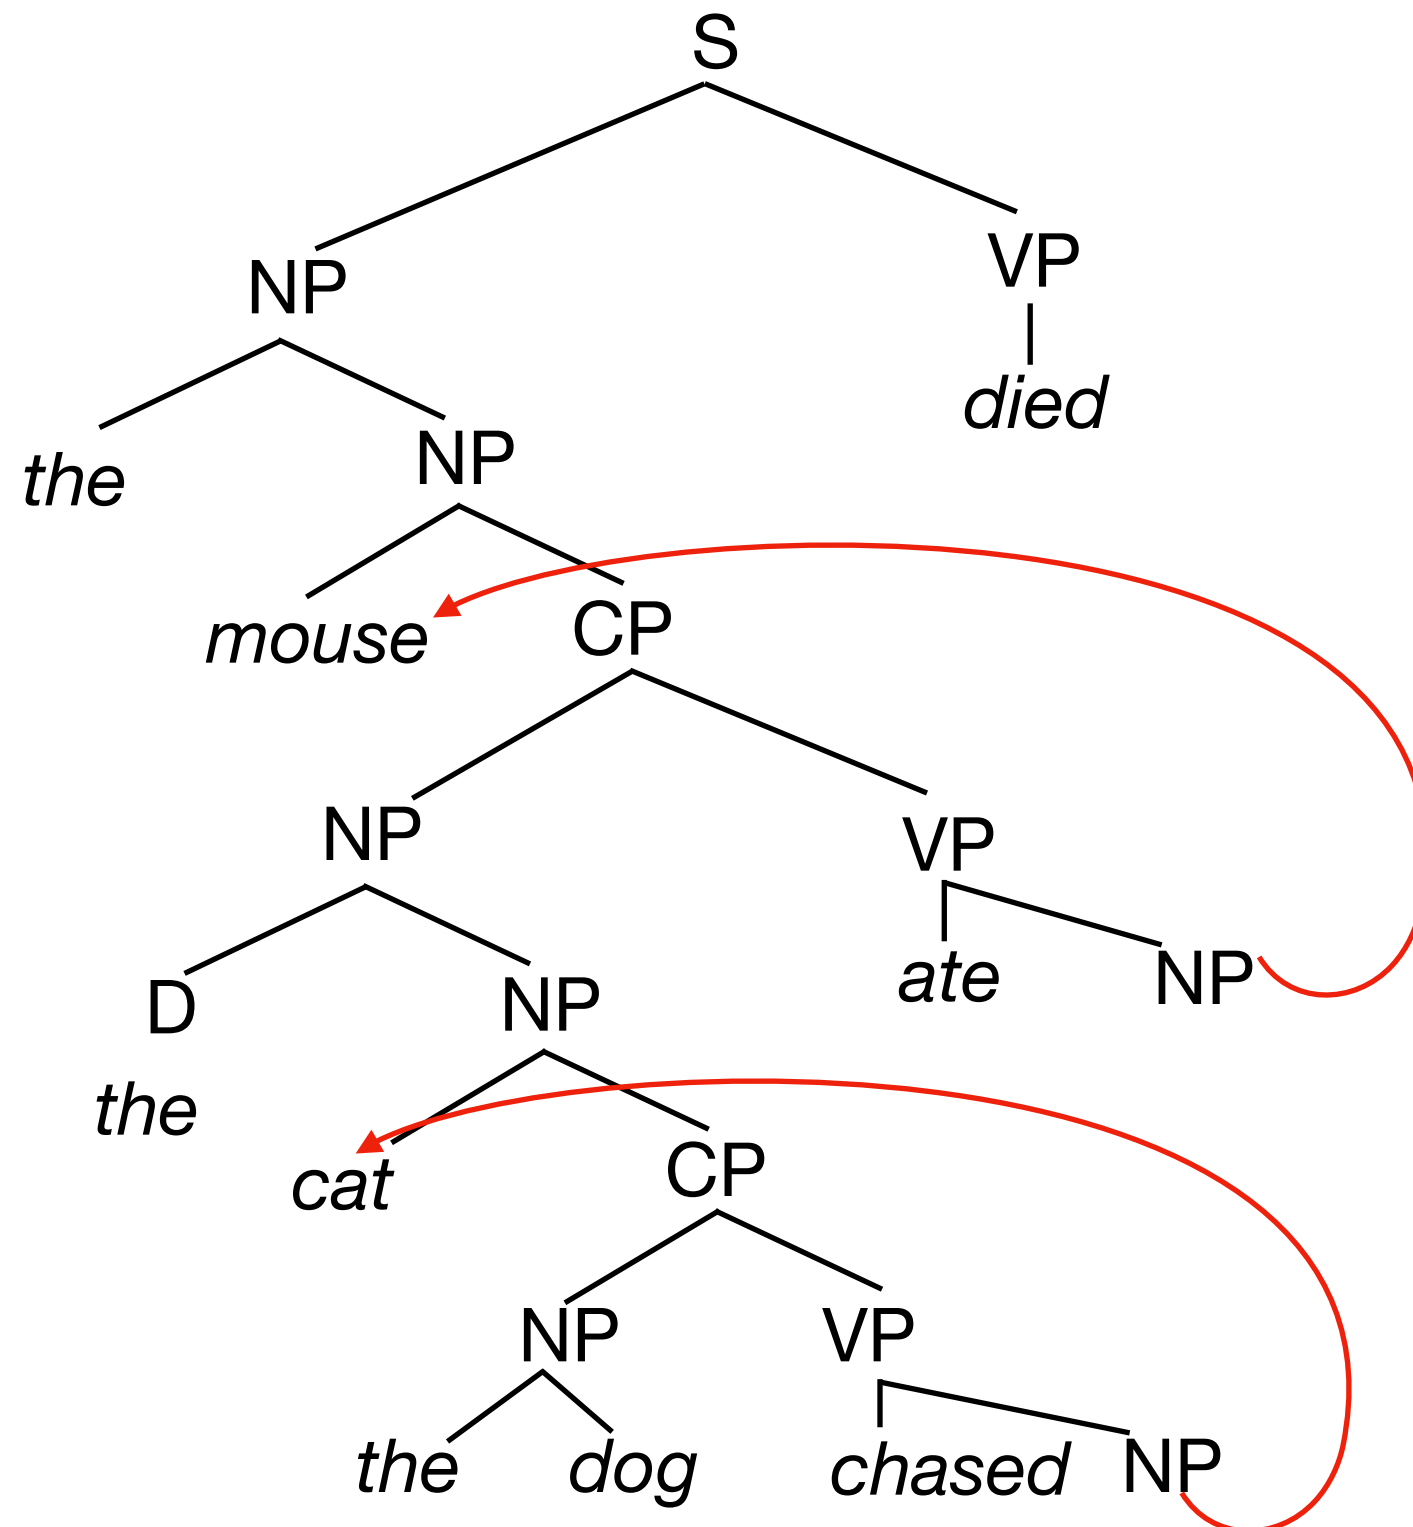 S
NP VP
died
the NP
mouse CP
NP VP
D NP ate NP
the
cat CP
NP VP
the dog chased NP